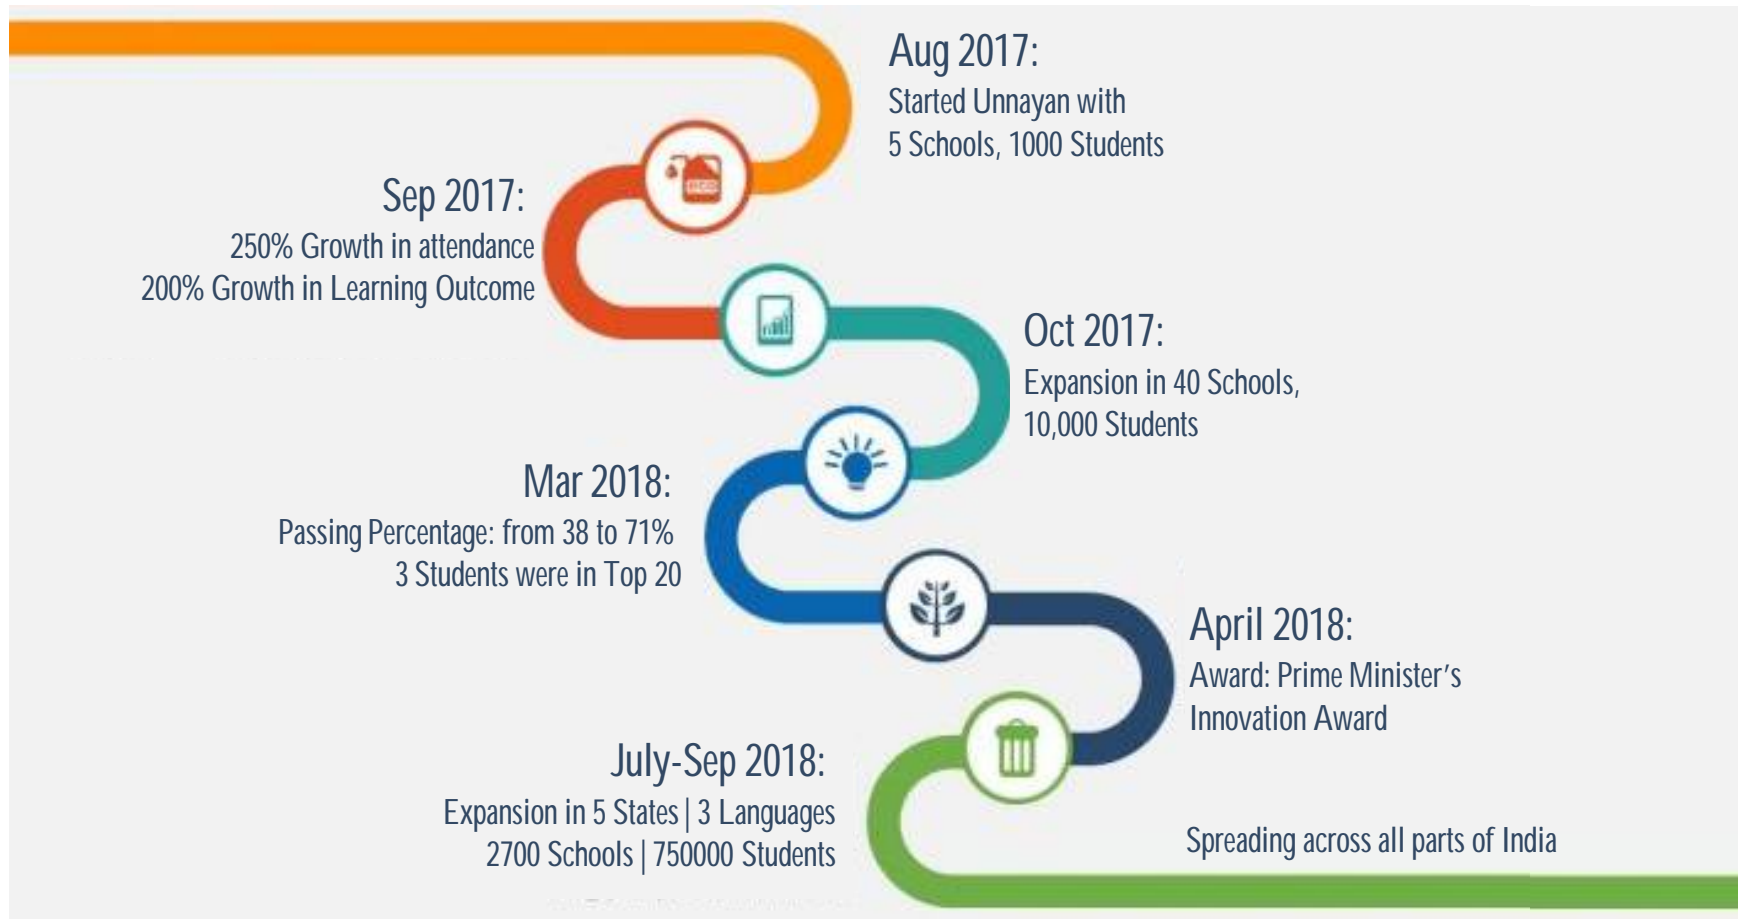 Aug 2017:
Started Unnayan with
5 Schools, 1000 Students
Sep 2017:
250% Growth in attendance
200% Growth in Learning Outcome
Oct 2017:
Expansion in 40 Schools,
10,000 Students
Mar 2018:
Passing Percentage: from 38 to 71%
3 Students were in Top 20
April 2018:
Award: Prime Minister’s
Innovation Award
July-Sep 2018:
Expansion in 5 States | 3 Languages
2700 Schools | 750000 Students
Spreading across all parts of India